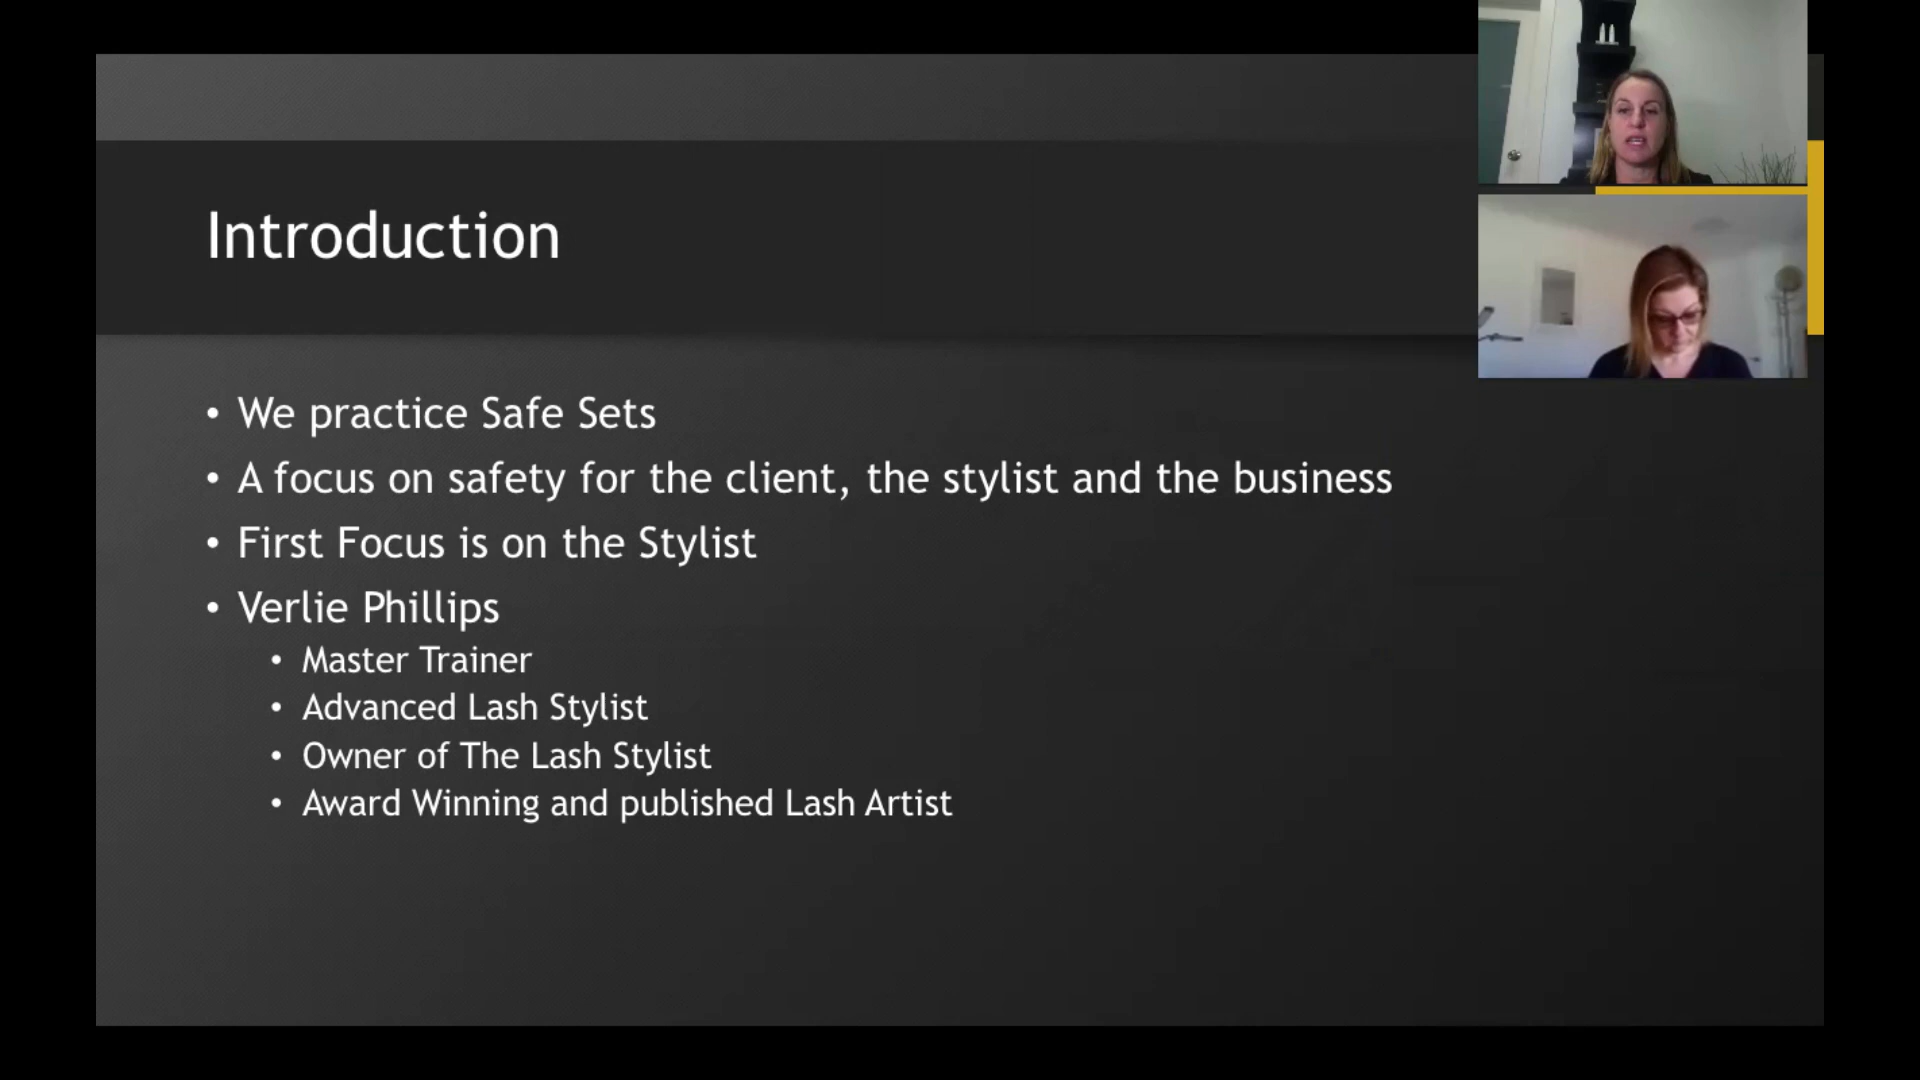 Introduction
• We practice Safe Sets
• A focus on safety for the client, the stylist and the business
• First Focus is on the Stylist
• Verlie Phillips
• Master Trainer
• Advanced Lash Stylist
• Owner of The Lash Stylist
• Award Winning and published Lash Artist